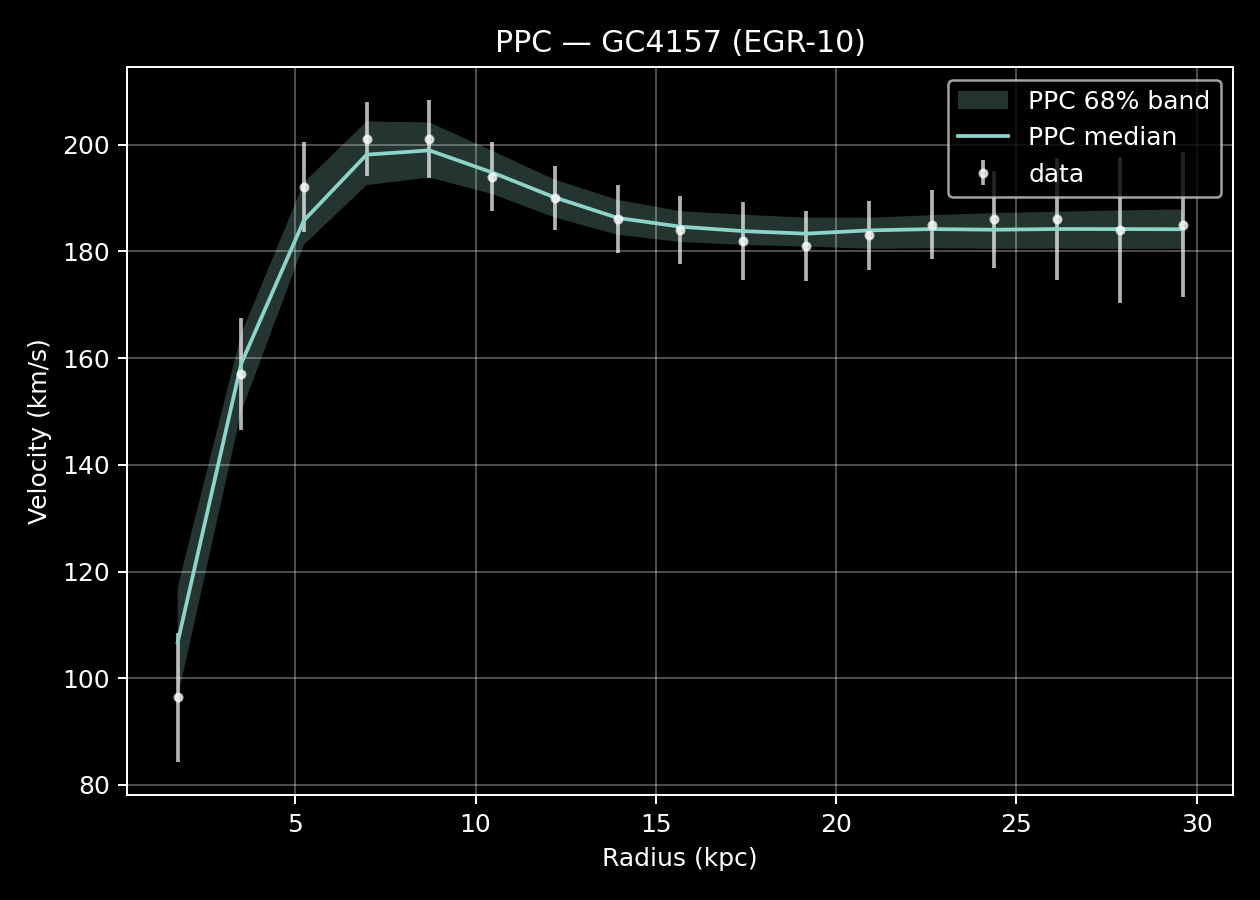 PPC — GC4157 (EGR-10)
PPC 68% band
PPC median
data
200
180
160
140
120
100
80
Velocity (km/s)
5
10
15
20
25
30
Radius (kpc)